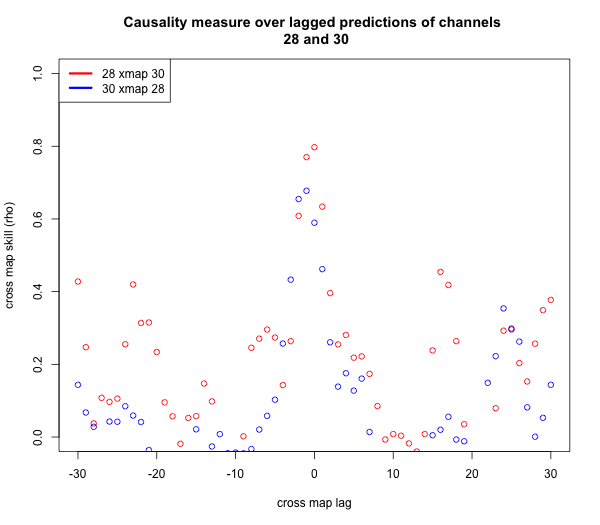 Causality measure over lagged predictions of channels
28 and 30
28 xmap 30
30 xmap 28
cross map skill (rho)
1.0
0.8
0.6
0.4
0.2
0.0
-30 -20 -10 0 10 20 30
cross map lag